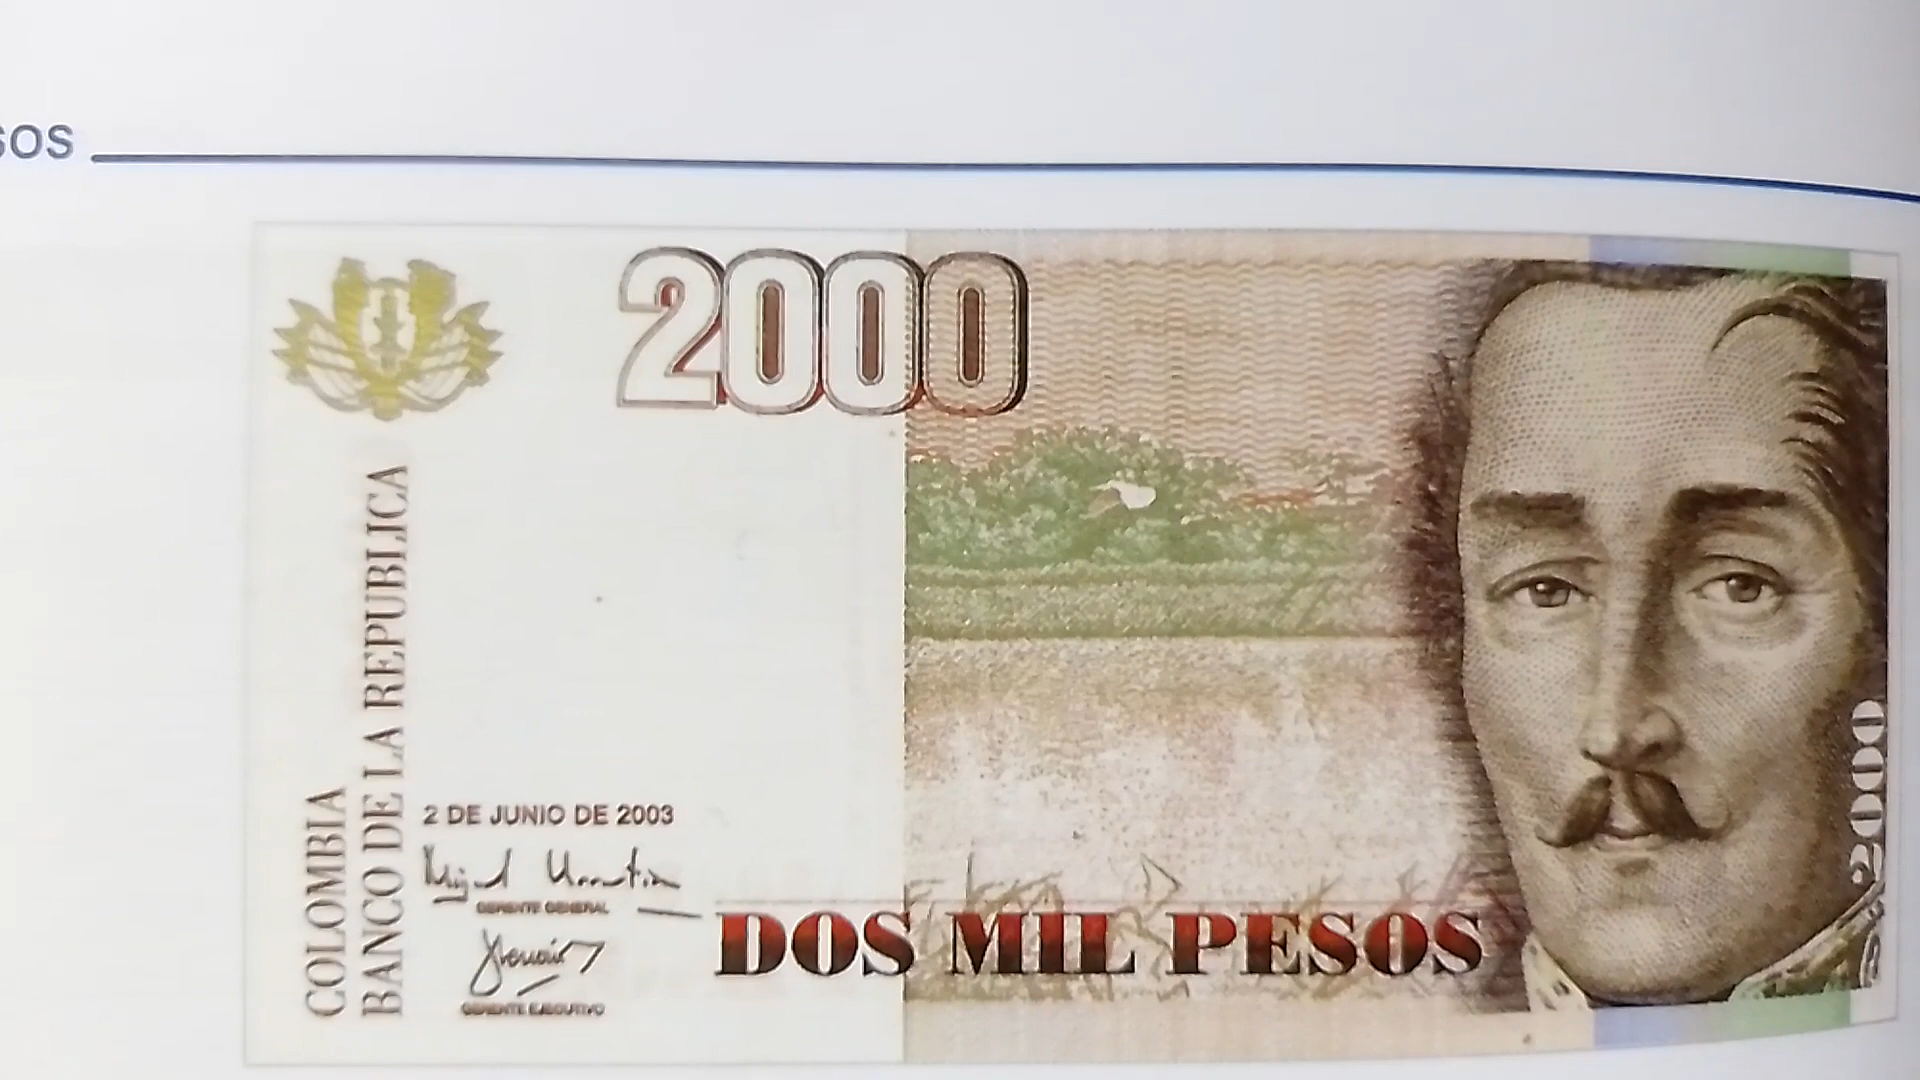 2000
COLOMBIA
BANCO DE LA REPUBLICA
2 DE JUNIO DE 2003
GERENTE GENERAL
GERENTE EJECUTIVO
DOS MIL PESOS
2000